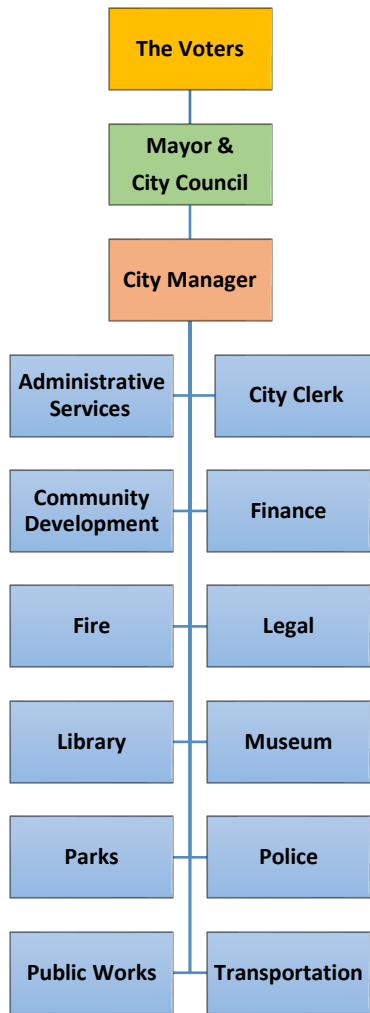 The Voters
Mayor &
City Council
City Manager
Administrative
Services
City Clerk
Community
Development
Finance
Fire
Legal
Library
Museum
Parks
Police
Public Works
Transportation